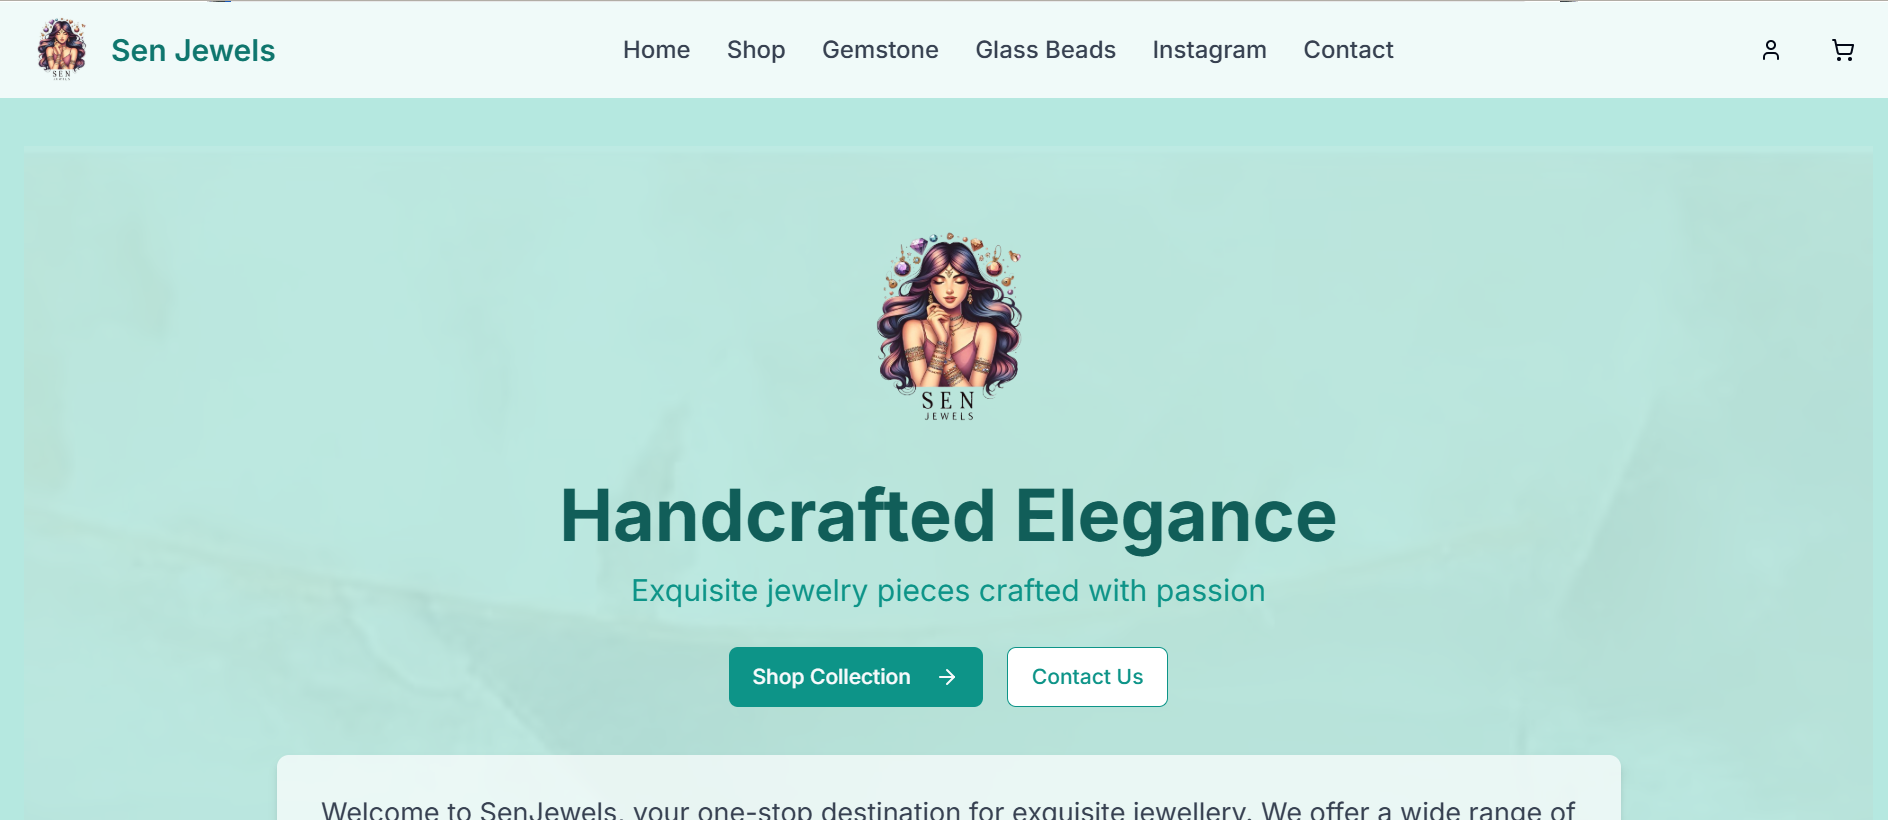 SEN
JEWELS
Sen Jewels
Home Shop Gemstone Glass Beads Instagram Contact
SEN
JEWELS
Handcrafted Elegance
Exquisite jewelry pieces crafted with passion
Shop Collection
Contact Us
Welcome to SenJewels, your one-stop destination for exquisite jewellery. We offer a wide range of